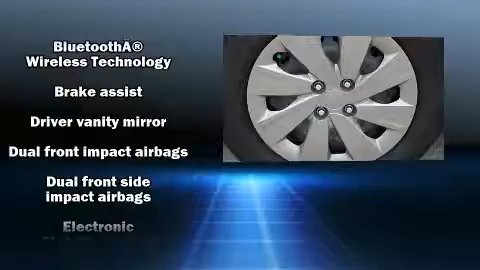 BluetoothÂ®
Wireless Technology
Brake assist
Driver vanity mirror
Dual front impact airbags
Dual front side
impact airbags
Electronic